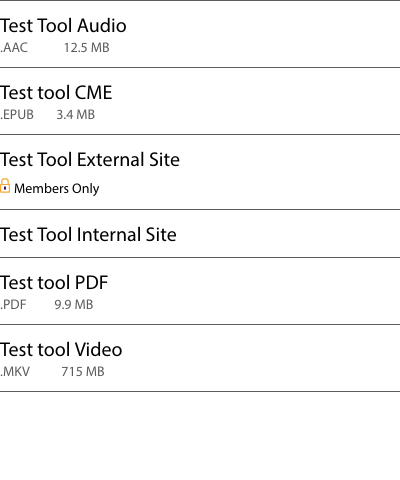 Test Tool Audio
.AAC 12.5 MB
Test tool CME
.EPUB 3.4 MB
Test Tool External Site
Members Only
Test Tool Internal Site
Test tool PDF
.PDF 9.9 MB
Test tool Video
.MKV 715 MB